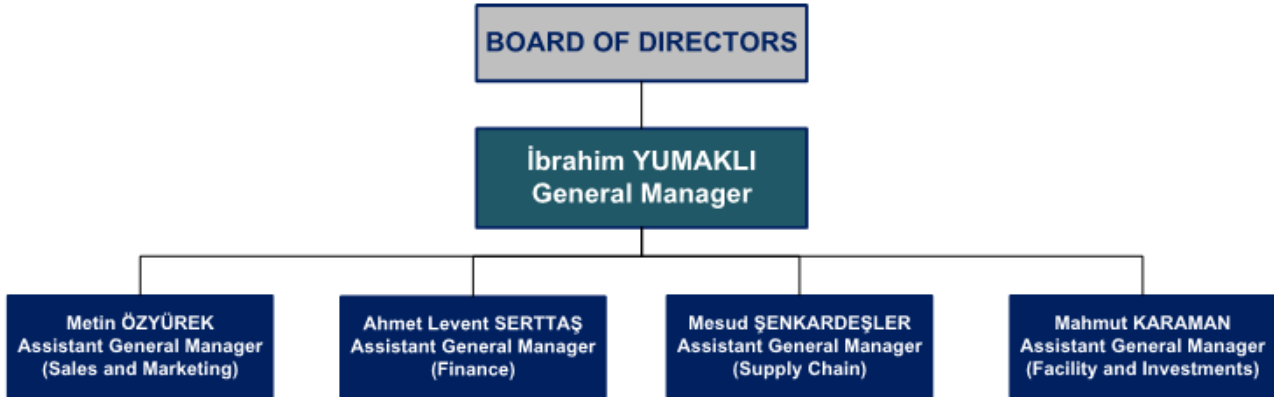 BOARD OF DIRECTORS
İbrahim YUMAKLI
General Manager
Metin ÖZYÜREK
Assistant General Manager
(Sales and Marketing)
Ahmet Levent SERTTAŞ
Assistant General Manager
(Finance)
Mesud ŞENKARDEŞLER
Assistant General Manager
(Supply Chain)
Mahmut KARAMAN
Assistant General Manager
(Facility and Investments)